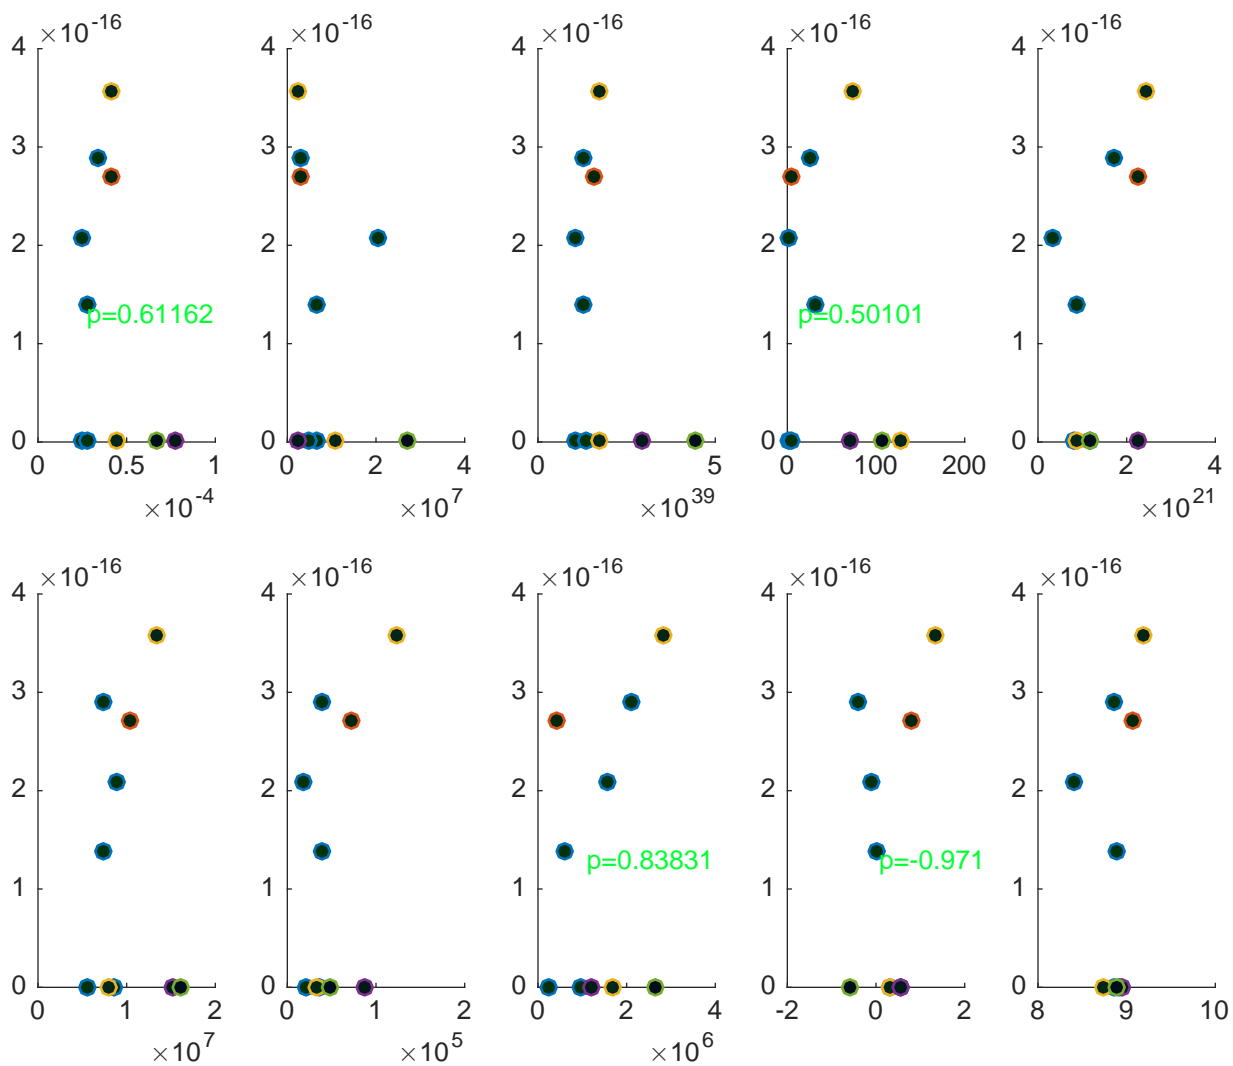 ×10^-16 ×10^-16 ×10^-16 ×10^-16 ×10^-16
4 4 4 4 4
3 3 3 3 3
2 2 2 2 2
p=0.61162 p=0.50101
1 1 1 1 1
0 0 0 0 0
0 0.5 1 0 2 4 0 5 0 100 200 0 2 4
×10^-4 ×10^7 ×10^39 ×10^21
×10^-16 ×10^-16 ×10^-16 ×10^-16 ×10^-16
4 4 4 4 4
3 3 3 3 3
2 2 2 2 2
p=0.83831 p=-0.971
1 1 1 1 1
0 0 0 0 0
0 1 2 0 1 2 0 2 4 -2 0 2 8 9 10
×10^7 ×10^5 ×10^6